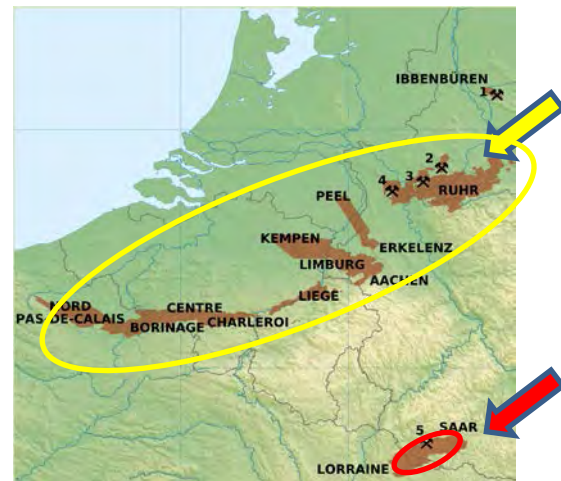 IBBENBÜREN
1
2
3
4
RUHR
PEEL
KEMPEN
ERKELENZ
LIMBURG
AACHEN
LIEGE
NORD
PAS-DE-CALAIS
CENTRE
BORINAGE
CHARLEROI
5
SAAR
LORRAINE